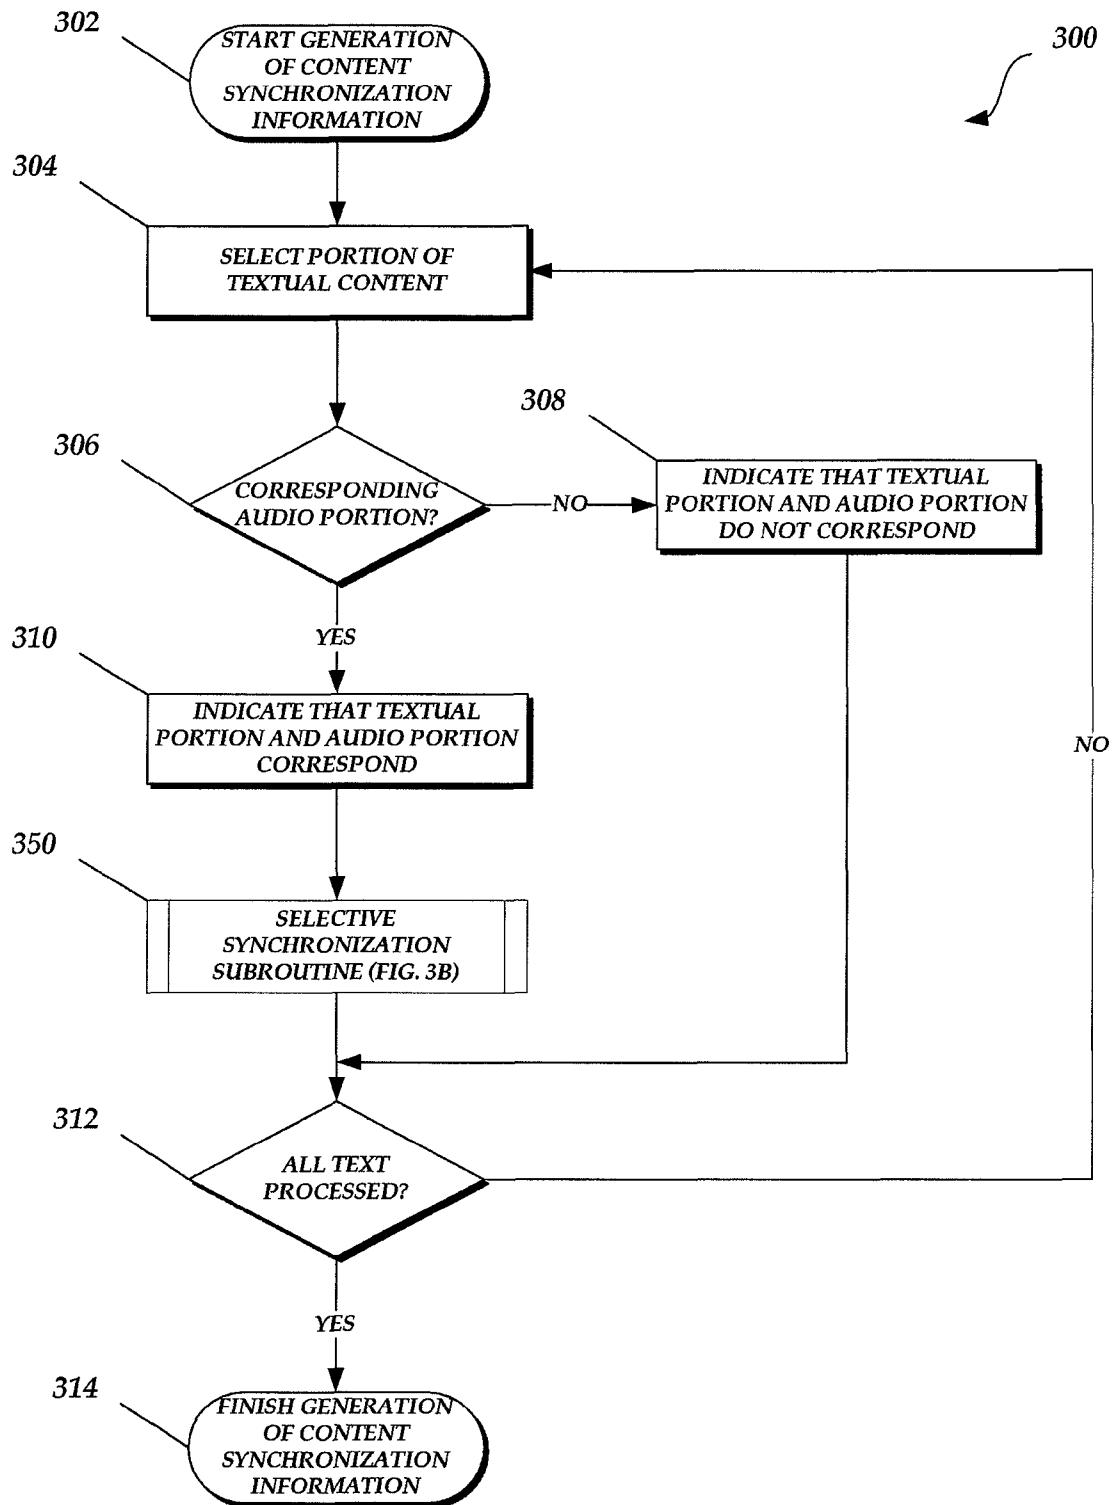 302
START GENERATION
OF CONTENT
SYNCHRONIZATION
INFORMATION
300
304
SELECT PORTION OF
TEXTUAL CONTENT
306
CORRESPONDING
AUDIO PORTION?
NO
308
INDICATE THAT TEXTUAL
PORTION AND AUDIO PORTION
DO NOT CORRESPOND
YES
310
INDICATE THAT TEXTUAL
PORTION AND AUDIO PORTION
CORRESPOND
NO
350
SELECTIVE
SYNCHRONIZATION
SUBROUTINE (FIG. 3B)
312
ALL TEXT
PROCESSED?
YES
314
FINISH GENERATION
OF CONTENT
SYNCHRONIZATION
INFORMATION